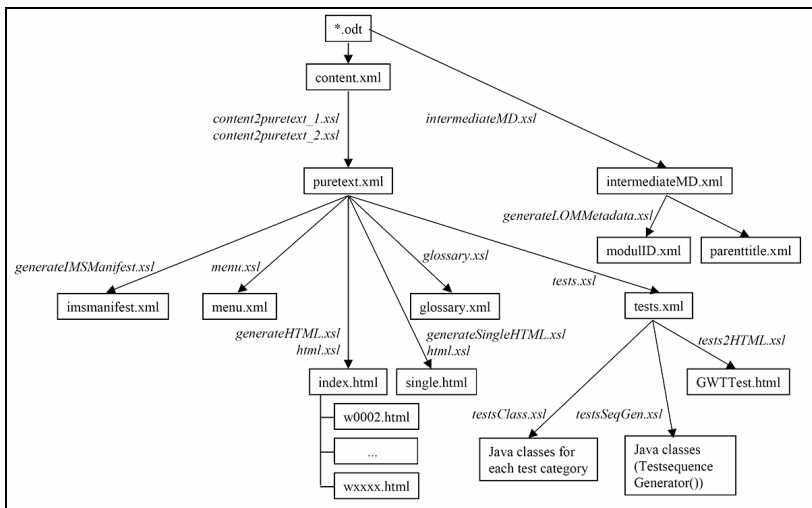 *.odt
content.xml
content2puretext_1.xsl
content2puretext_2.xsl
intermediateMD.xsl
puretext.xml
intermediateMD.xml
generateLOMMetadata.xsl
modulID.xml
parenttitle.xml
generateIMSManifest.xsl
menu.xsl
glossary.xsl
tests.xsl
imsmanifest.xml
menu.xml
glossary.xml
tests.xml
generateHTML.xsl
html.xsl
generateSingleHTML.xsl
html.xsl
tests2HTML.xsl
index.html
single.html
GWTTest.html
w0002.html
...
wxxxx.html
testsClass.xsl
testsSeqGen.xsl
Java classes for
each test category
Java classes
(Testsequence
Generator())